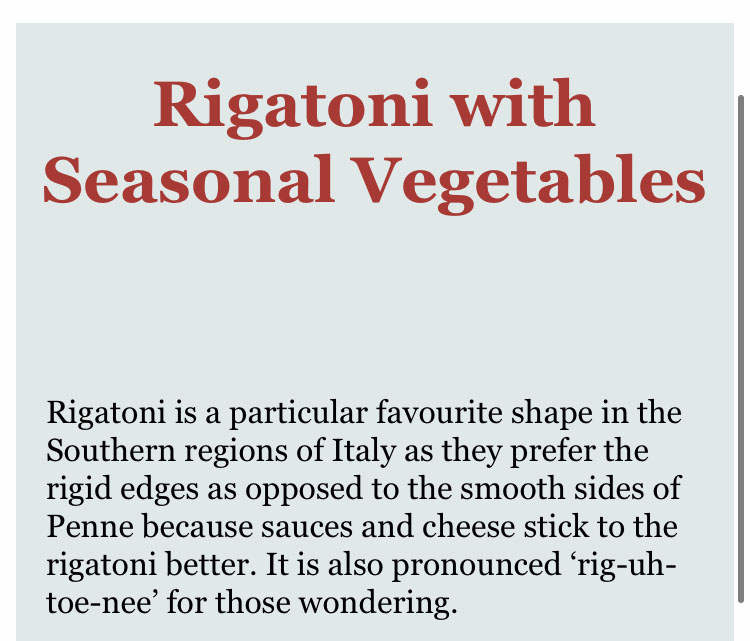 Rigatoni with
Seasonal Vegetables
Rigatoni is a particular favourite shape in the
Southern regions of Italy as they prefer the
rigid edges as opposed to the smooth sides of
Penne because sauces and cheese stick to the
rigatoni better. It is also pronounced ‘rig-uh-
toe-nee’ for those wondering.